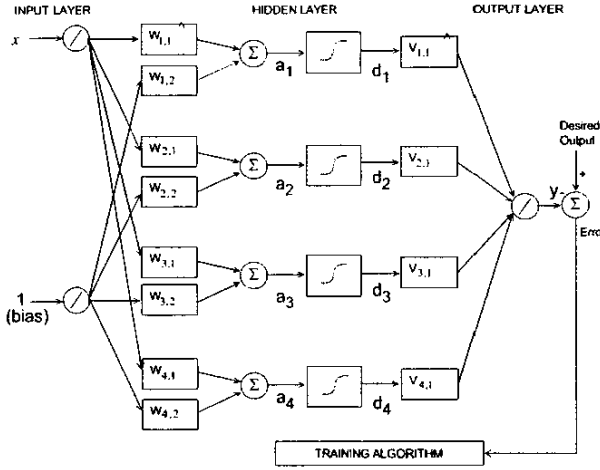 INPUT LAYER HIDDEN LAYER OUTPUT LAYER
x W1,1 Σ a1 d1 V1,1
W1,2
W2,1 Σ a2 d2 V2,1
W2,2
Desired
Output
+
y -
Σ
Erro
W3,1 Σ a3 d3 V3,1
W3,2
1
(bias)
W4,1 Σ a4 d4 V4,1
W4,2
TRAINING ALGORITHM